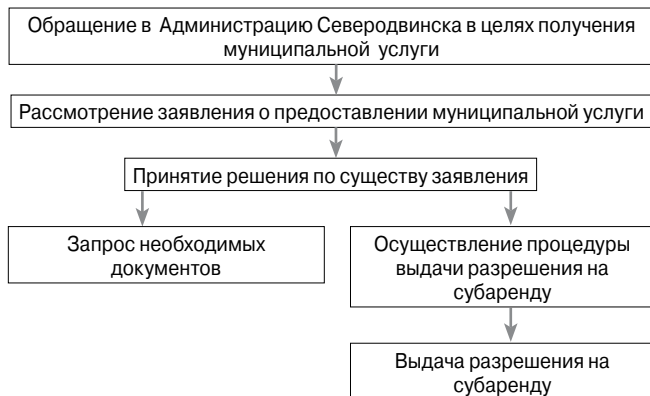 Обращение в Администрацию Северодвинска в целях получения
муниципальной услуги
Рассмотрение заявления о предоставлении муниципальной услуги
Принятие решения по существу заявления
Запрос необходимых
документов
Осуществление процедуры
выдачи разрешения на
субаренду
Выдача разрешения на
субаренду